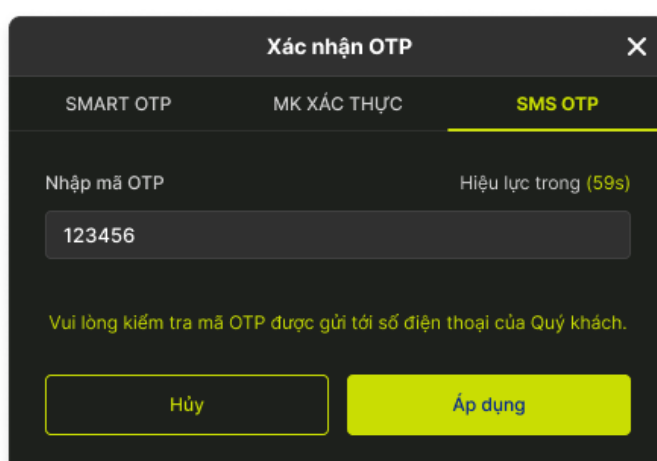 Xác nhận OTP
SMART OTP MK XÁC THỰC SMS OTP
Nhập mã OTP Hiệu lực trong (59s)
123456
Vui lòng kiểm tra mã OTP được gửi tới số điện thoại của Quý khách.
Hủy Áp dụng